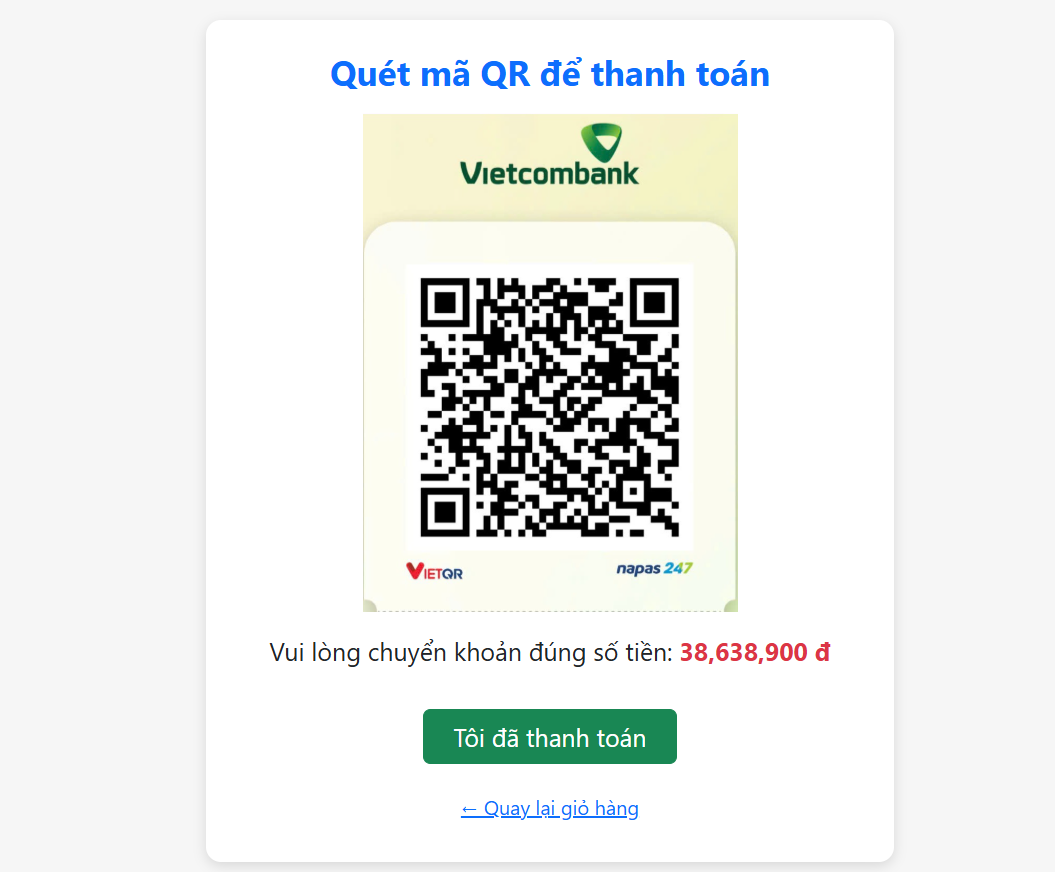 Quét mã QR để thanh toán
Vietcombank
VIETQR
napas 247
Vui lòng chuyển khoản đúng số tiền: 38,638,900 đ
Tôi đã thanh toán
← Quay lại giỏ hàng